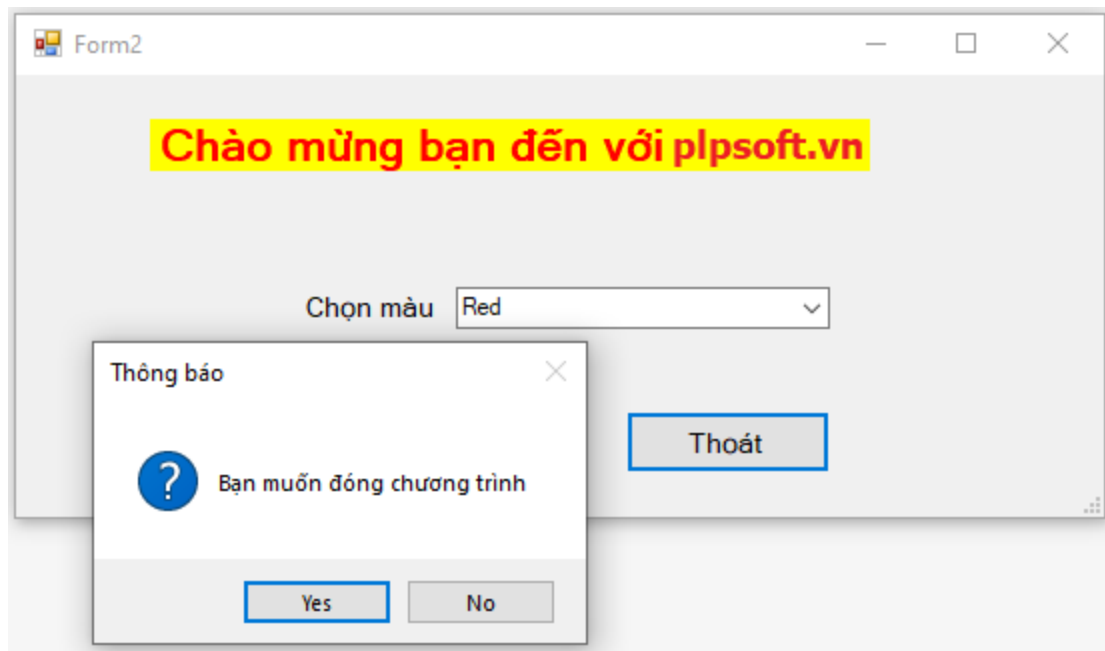 Form2
Chào mừng bạn đến với plpsoft.vn
Chọn màu Red
Thông báo
Thoát
Bạn muốn đóng chương trình
Yes No